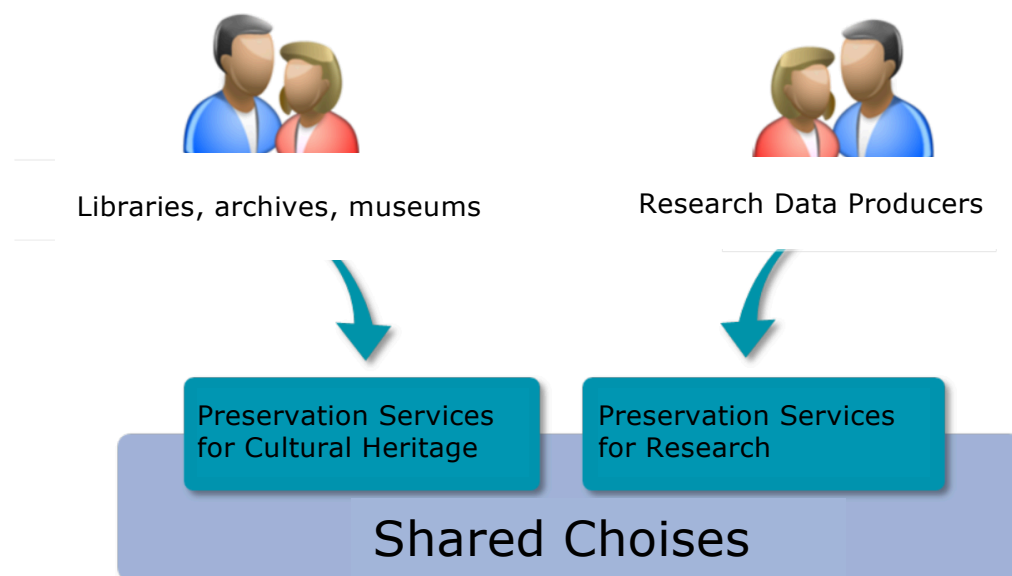 Libraries, archives, museums
Research Data Producers
Preservation Services
for Cultural Heritage
Preservation Services
for Research
Shared Choises